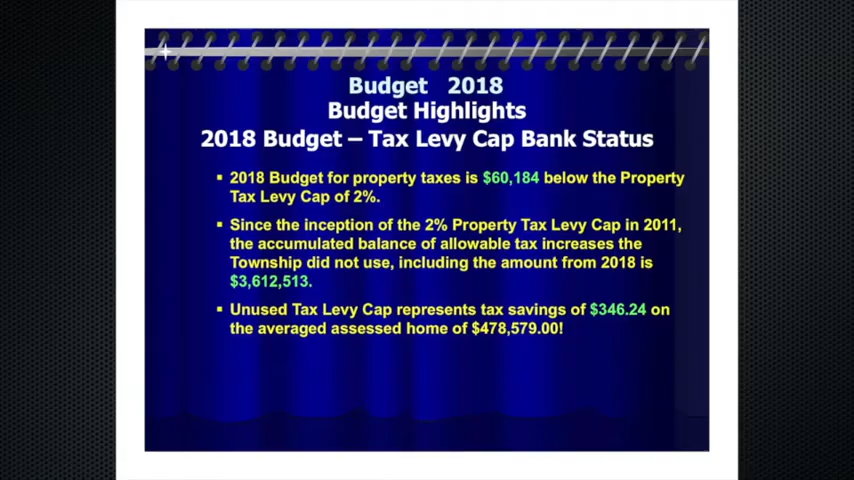 Budget 2018
Budget Highlights
2018 Budget – Tax Levy Cap Bank Status
▪ 2018 Budget for property taxes is $60,184 below the Property
Tax Levy Cap of 2%.
▪ Since the inception of the 2% Property Tax Levy Cap in 2011,
the accumulated balance of allowable tax increases the
Township did not use, including the amount from 2018 is
$3,612,513.
▪ Unused Tax Levy Cap represents tax savings of $346.24 on
the averaged assessed home of $478,579.00!